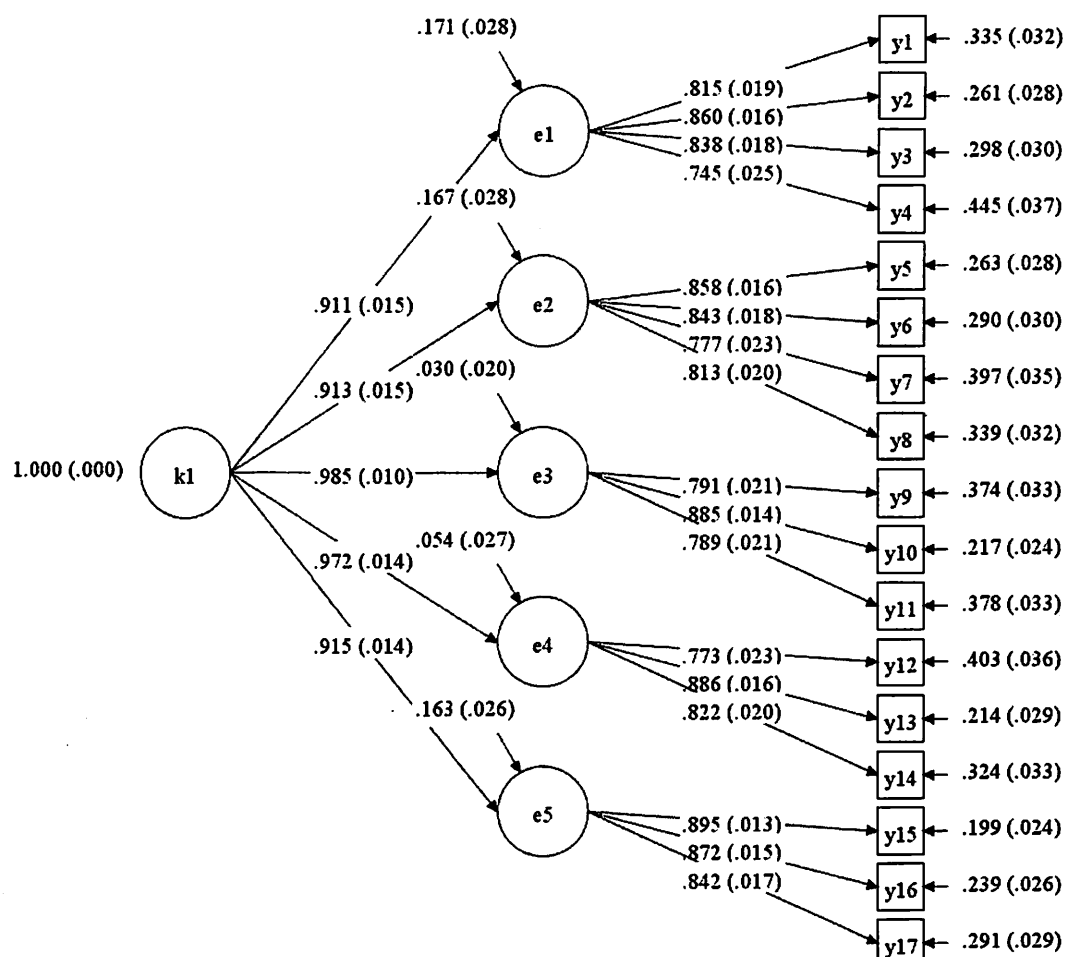 .171 (.028)
y1
.335 (.032)
.815 (.019)
y2
.261 (.028)
.860 (.016)
e1
.838 (.018)
y3
.298 (.030)
.745 (.025)
.167 (.028)
y4
.445 (.037)
y5
.263 (.028)
.858 (.016)
e2
.911 (.015)
.843 (.018)
y6
.290 (.030)
.777 (.023)
.030 (.020)
.813 (.020)
y7
.397 (.035)
.913 (.015)
y8
.339 (.032)
1.000 (.000)
k1
.985 (.010)
e3
.791 (.021)
y9
.374 (.033)
.885 (.014)
.054 (.027)
.789 (.021)
y10
.217 (.024)
.972 (.014)
y11
.378 (.033)
.915 (.014)
e4
.773 (.023)
y12
.403 (.036)
.886 (.016)
.163 (.026)
.822 (.020)
y13
.214 (.029)
y14
.324 (.033)
e5
.895 (.013)
y15
.199 (.024)
.872 (.015)
.842 (.017)
y16
.239 (.026)
y17
.291 (.029)